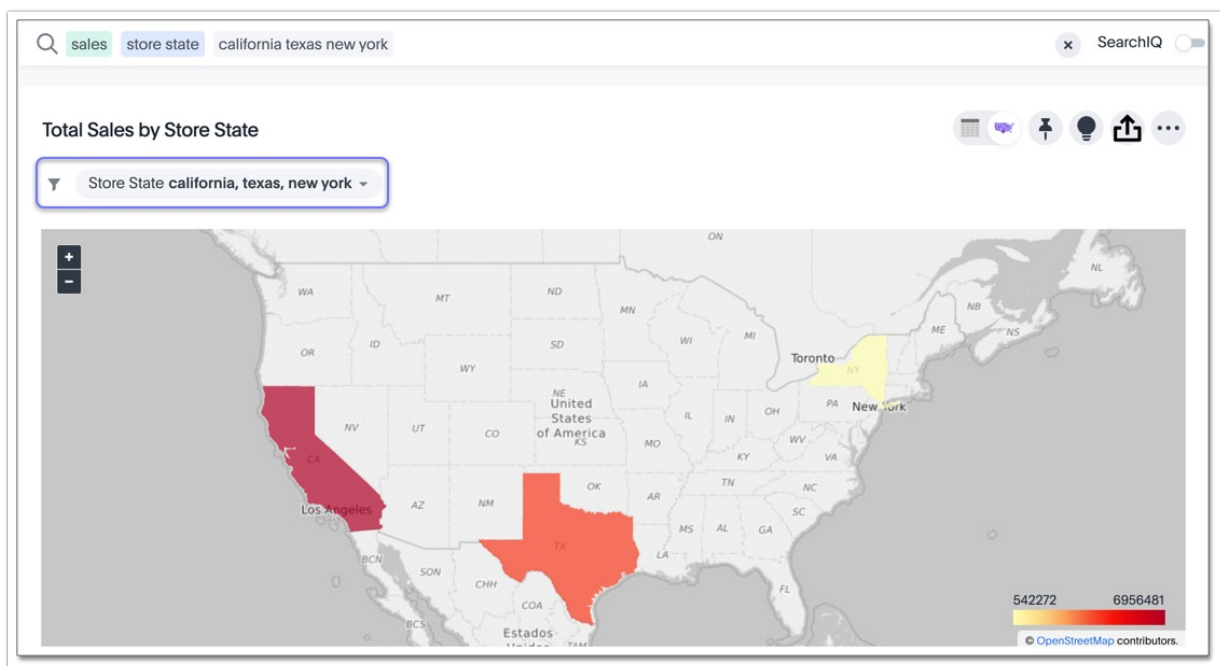 sales store state california texas new york
SearchIQ
Total Sales by Store State
Store State california, texas, new york
+
−
ON
NL
WA
MT
ND
MN
NB
ME
NS
OR
ID
SD
WI
MI
Toronto
WY
NY
IA
NE
United
States
of America
KS
PA
New York
NV
UT
CO
IL
IN
OH
MO
WV
KY
VA
CA
Los Angeles
AZ
NM
OK
AR
TN
NC
SC
MS
AL
GA
TX
LA
BCN
SON
CHH
COA
FL
BCS
Estados
TAM
542272 6956481
© OpenStreetMap contributors.